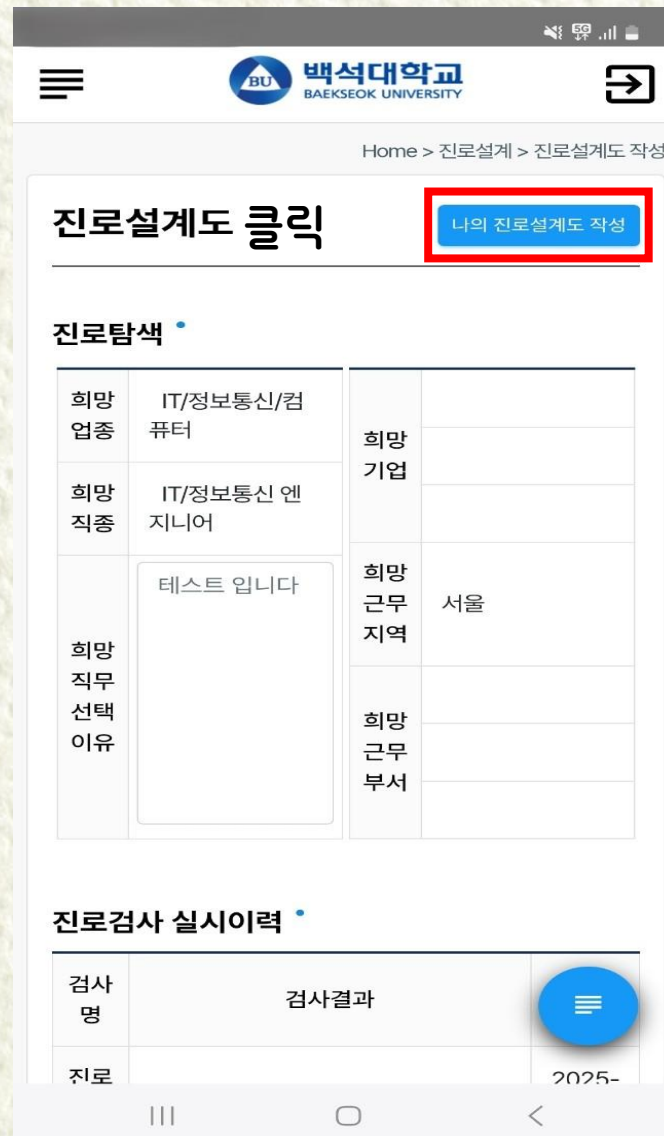 5G
BU 백석대학교
BAEKSEOK UNIVERSITY
Home > 진로설계 > 진로설계도 작성
진로설계도 클릭
나의 진로설계도 작성
진로탐색
희망
업종
IT/정보통신/컴
퓨터
희망
기업
희망
직종
IT/정보통신 엔
지니어
희망
직무
선택
이유
테스트 입니다
희망
근무
지역
서울
희망
근무
부서
진로검사 실시이력
검사
명
검사결과
진로
2025-